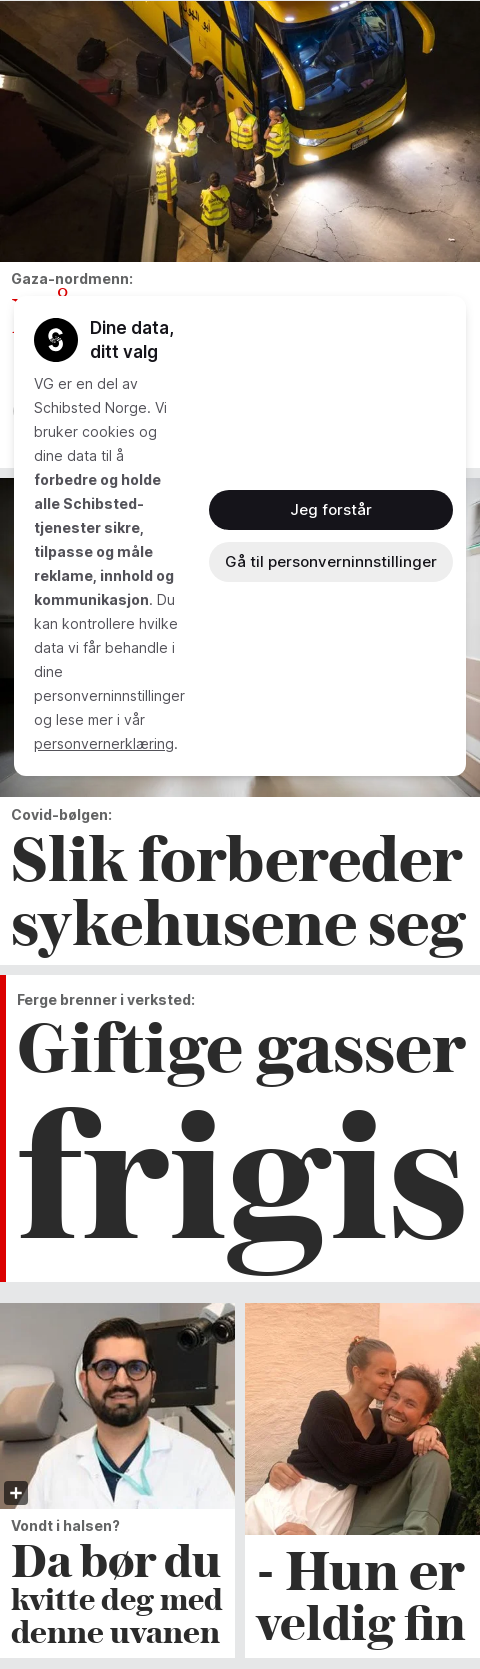 Gaza-nordmenn:
Dine data,
ditt valg
VG er en del av
Schibsted Norge. Vi
bruker cookies og
dine data til å
forbedre og holde
alle Schibsted-
tjenester sikre,
tilpasse og måle
reklame, innhold og
kommunikasjon. Du
kan kontrollere hvilke
data vi får behandle i
dine
personverninnstillinger
og lese mer i vår
personvernerklæring.
Jeg forstår
Gå til personverninnstillinger
Covid-bølgen:
Slik forbereder
sykehusene seg
Ferge brenner i verksted:
Giftige gasser
frigis
Vondt i halsen?
Da bør du
kvitte deg med
denne uvanen
- Hun er
veldig fin